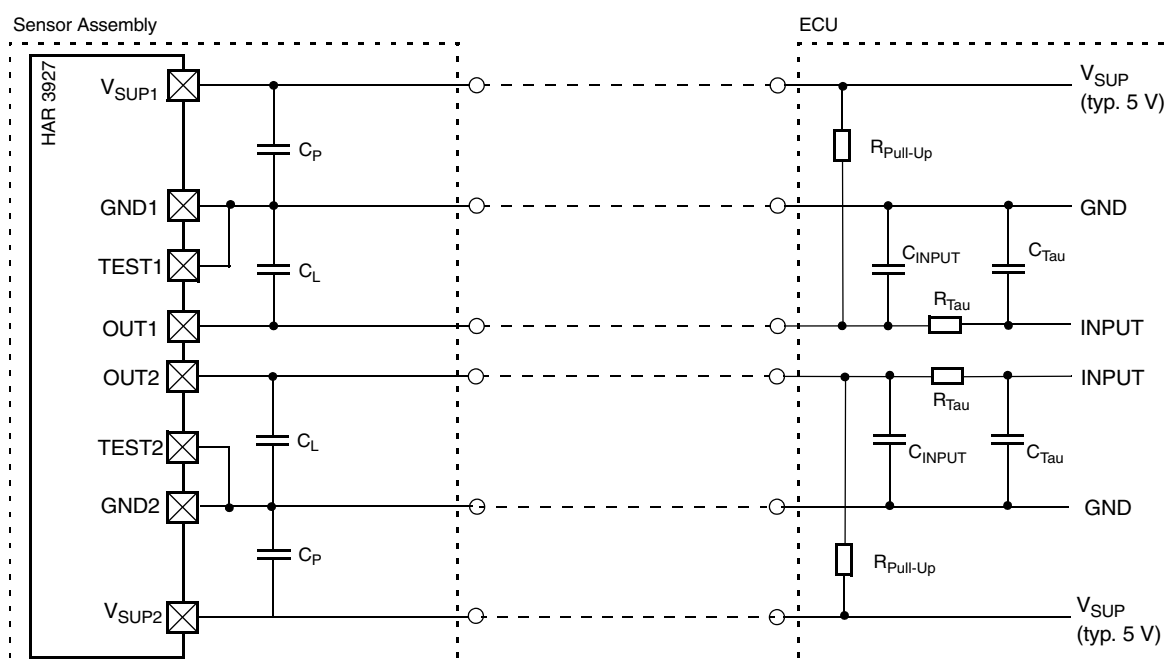 Sensor Assembly
ECU
HAR 3927
VSUP1
VSUP
(typ. 5 V)
CP
RPull-Up
GND1
GND
TEST1
CL
CINPUT
CTau
RTau
OUT1
INPUT
OUT2
INPUT
RTau
TEST2
CL
CINPUT
CTau
GND2
GND
CP
RPull-Up
VSUP2
VSUP
(typ. 5 V)